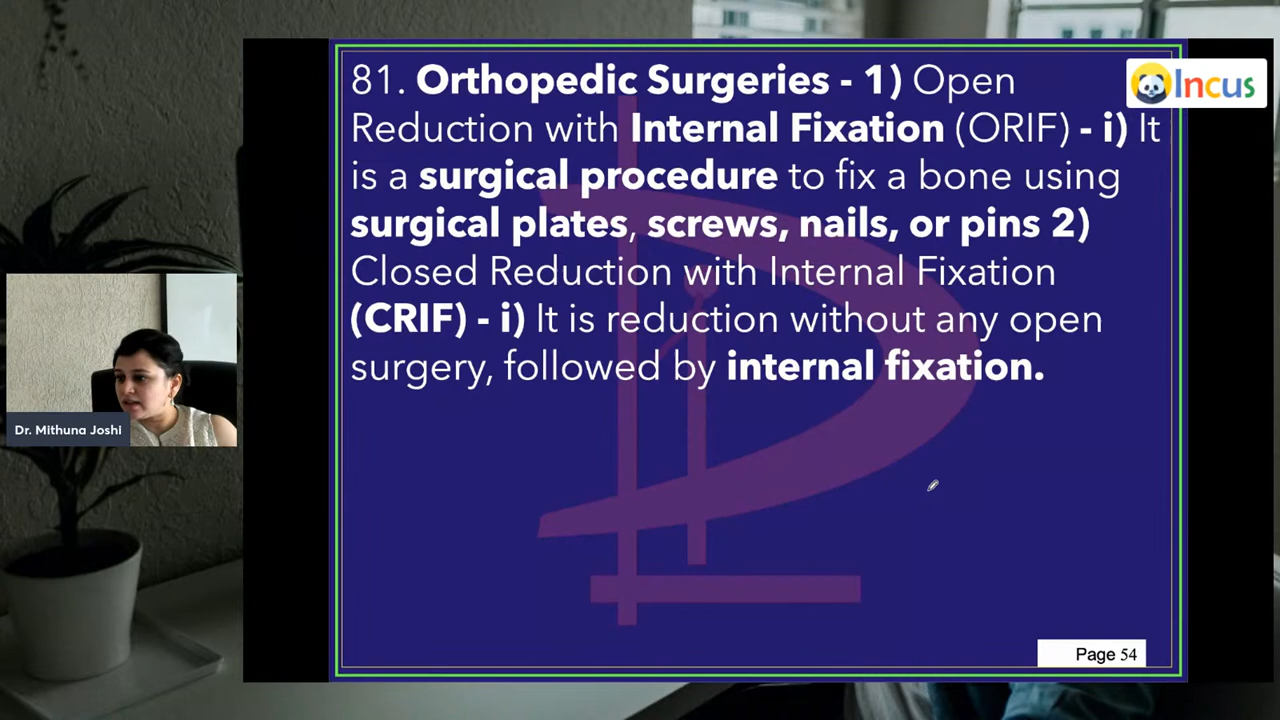 81. Orthopedic Surgeries - 1) Open
Reduction with Internal Fixation (ORIF) - i) It
is a surgical procedure to fix a bone using
surgical plates, screws, nails, or pins 2)
Closed Reduction with Internal Fixation
(CRIF) - i) It is reduction without any open
surgery, followed by internal fixation.
Incus
Dr. Mithuna Joshi
Page 54